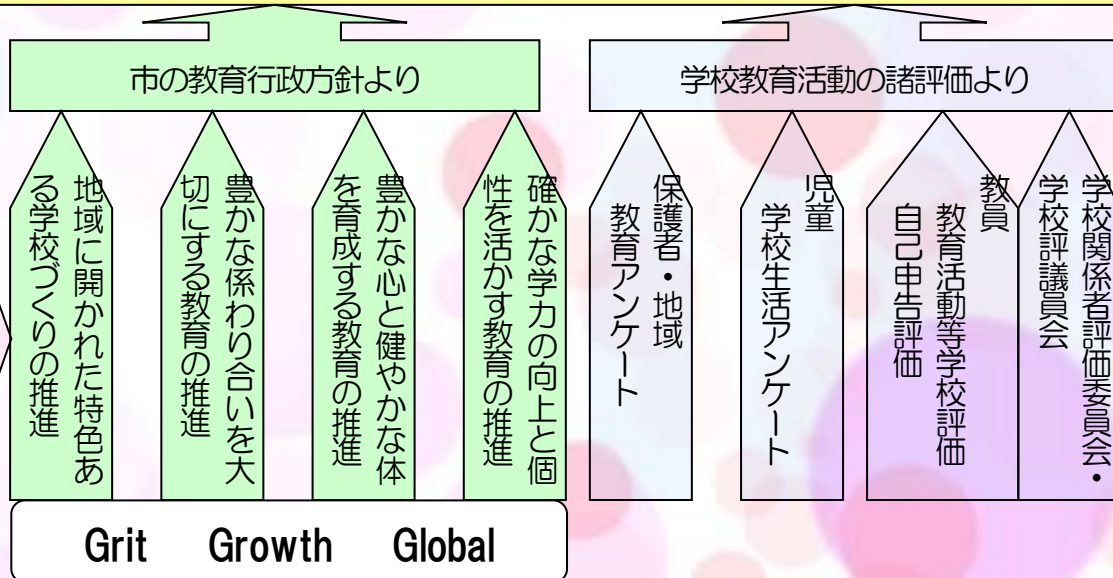 市の教育行政方針より
学校教育活動の諸評価より
確かな学力の向上と個
性を活かす教育の推進
豊かな心と健やかな体
を育成する教育の推進
豊かな係わり合いを大
切にする教育の推進
地域に開かれた特色あ
る学校づくりの推進
学校関係者評価委員会・
学校評議員会
教員
教育活動等学校評価
自己申告評価
児童
学校生活アンケート
保護者・地域
教育アンケート
Grit Growth Global